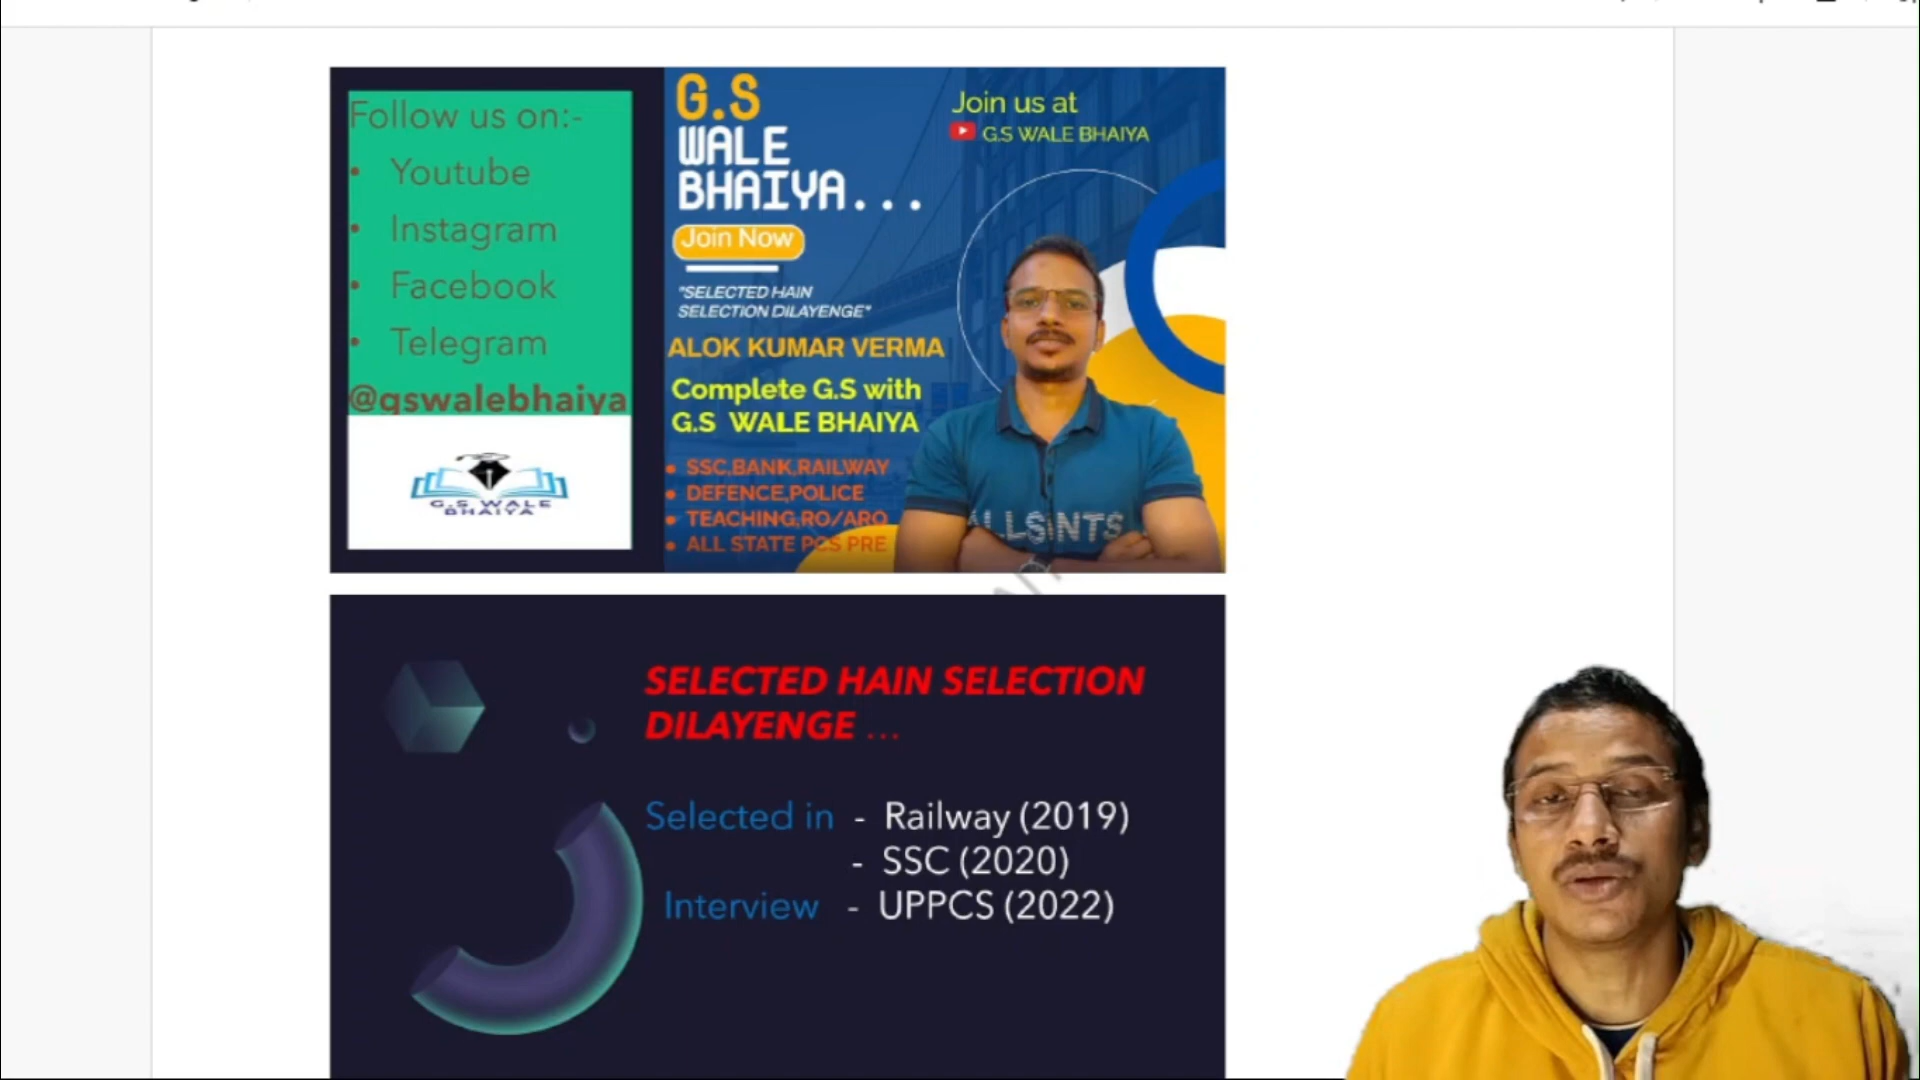 Follow us on:-
• Youtube
• Instagram
• Facebook
• Telegram
@gswalebhaiya
G.S WALE
BHAIYA
G.S
WALE
BHAIYA...
Join Now
"SELECTED HAIN
SELECTION DILAYENGE"
ALOK KUMAR VERMA
Complete G.S with
G.S WALE BHAIYA
• SSC,BANK,RAILWAY
• DEFENCE,POLICE
• TEACHING,RO/ARO
• ALL STATE PCS PRE
Join us at
G.S WALE BHAIYA
SELECTED HAIN SELECTION
DILAYENGE ...
Selected in - Railway (2019)
- SSC (2020)
Interview - UPPCS (2022)